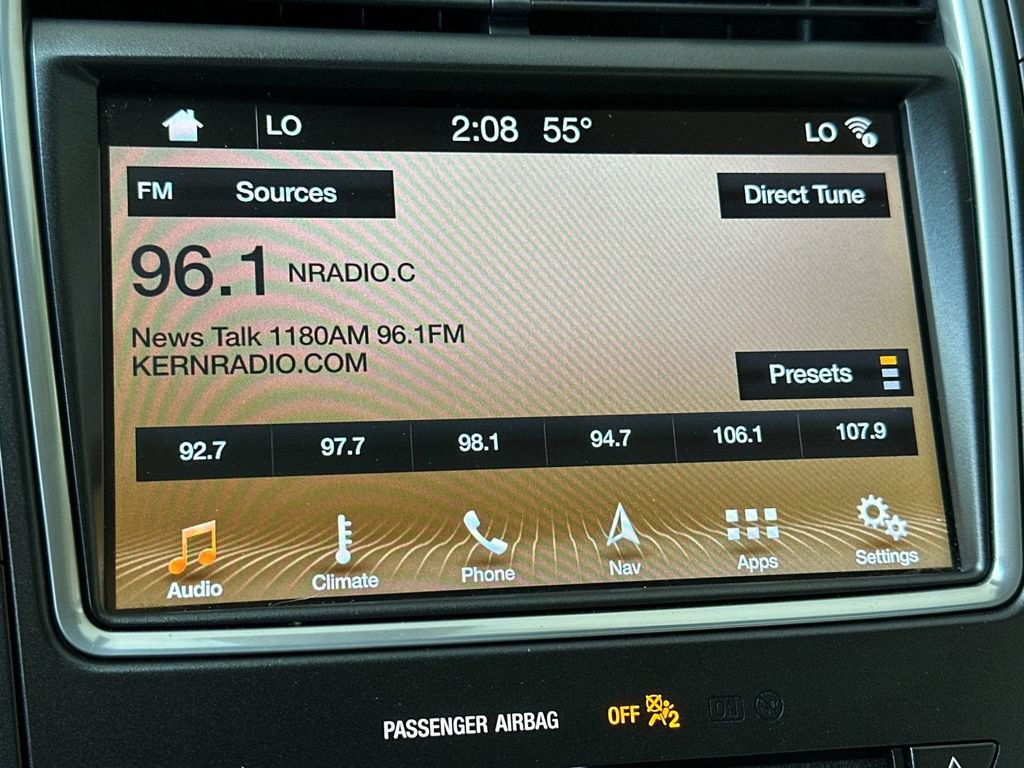 LO 2:08 55° LO
FM Sources Direct Tune
96.1 NRADIO.C
News Talk 1180AM 96.1FM
KERNRADIO.COM
Presets
92.7 97.7 98.1 94.7 106.1 107.9
Audio Climate Phone Nav Apps Settings
PASSENGER AIRBAG OFF 2 ON